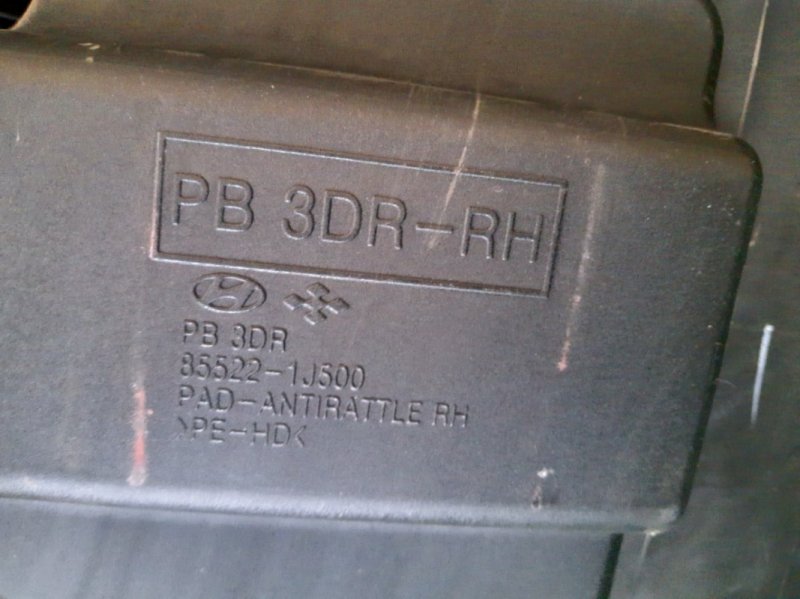 PB 3DR-RH
PB 3DR
85522-1J500
PAD-ANTIRATTLE RH
>PE-HD<